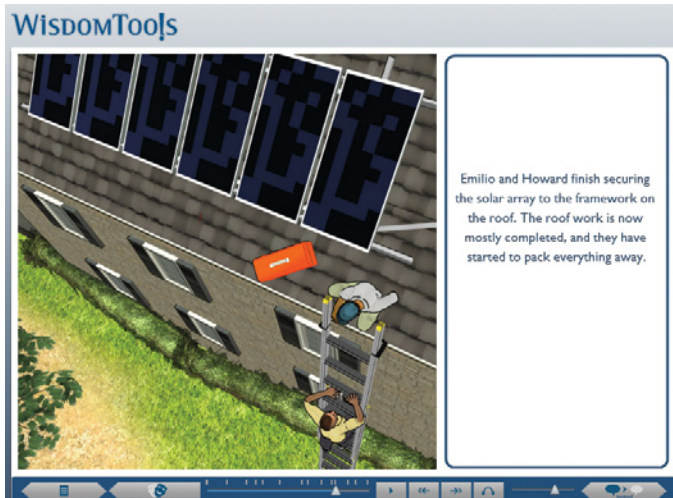 WISDOMTOO!S
Emilio and Howard finish securing
the solar array to the framework on
the roof. The roof work is now
mostly completed, and they have
started to pack everything away.